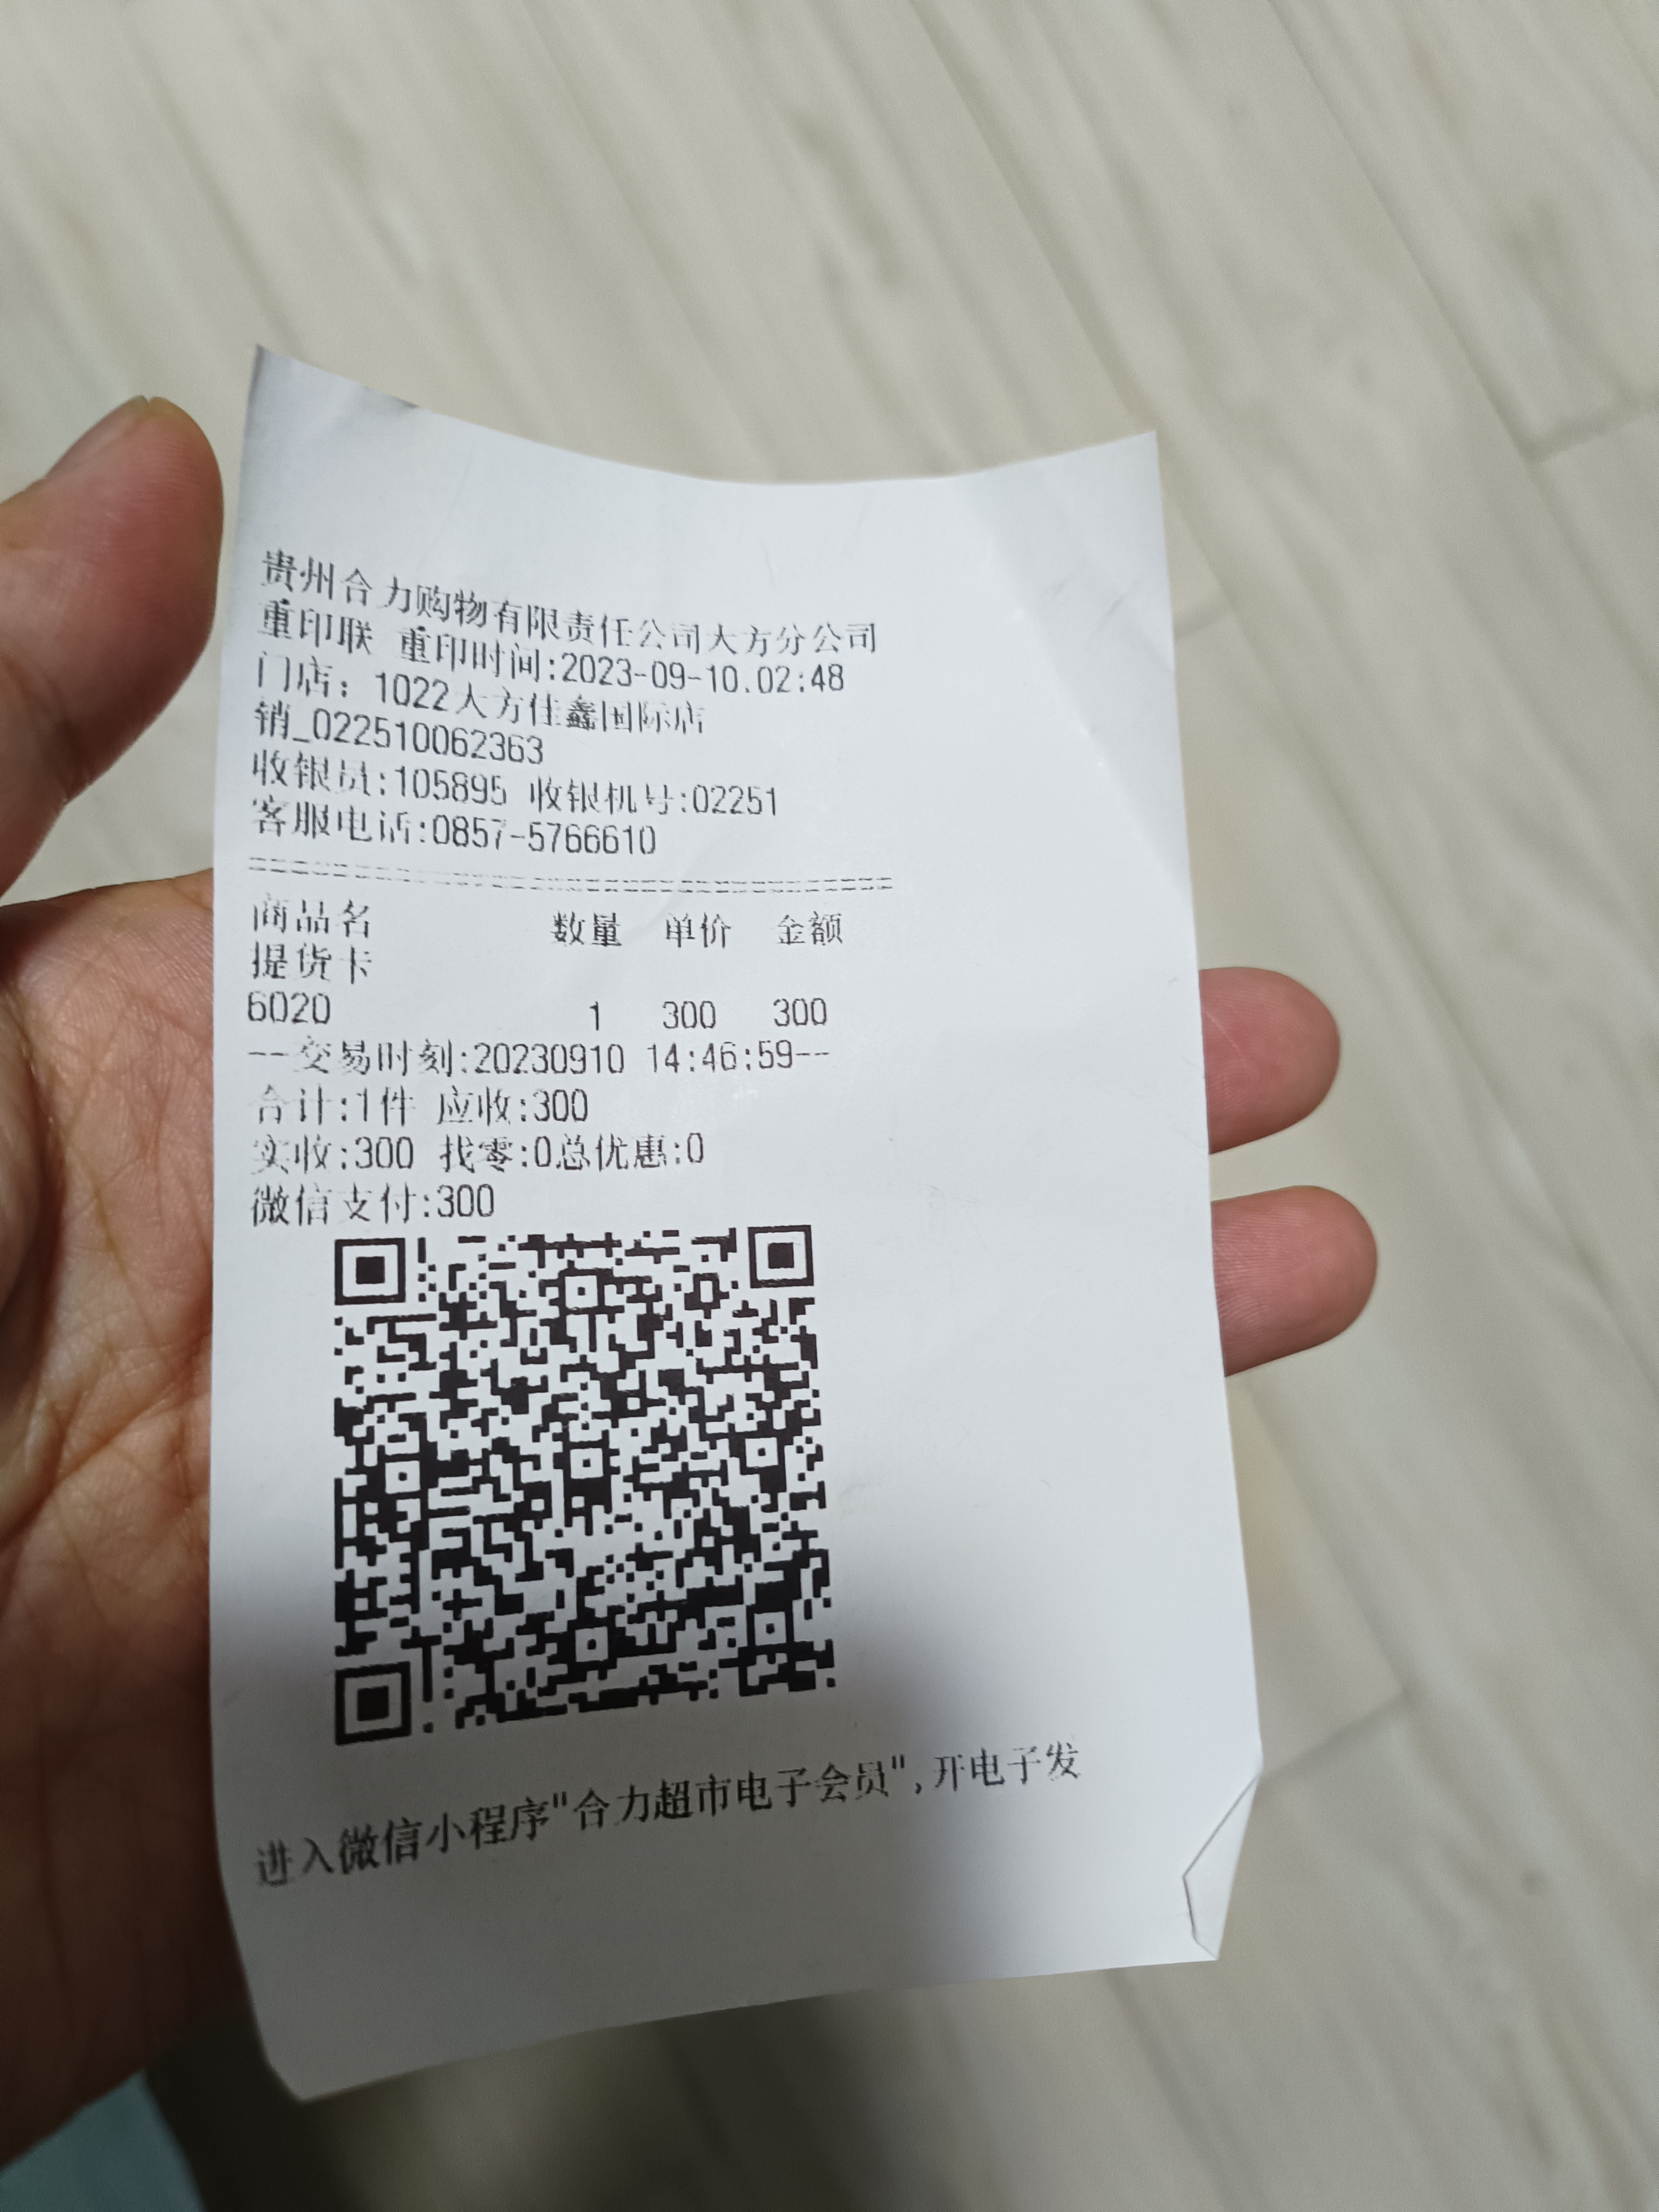 贵州合力购物有限责任公司大方分公司
重印联 重印时间:2023-09-10.02:48
门店：1022大方佳鑫国际店
销_022510062363
收银员:105895 收银机号:02251
客服电话:0857-5766610
商品名 数量 单价 金额
提货卡
6020 1 300 300
--交易时刻:20230910 14:46:59--
合计:1件 应收:300
实收:300 找零:0总优惠:0
微信支付:300
进入微信小程序"合力超市电子会员",开电子发